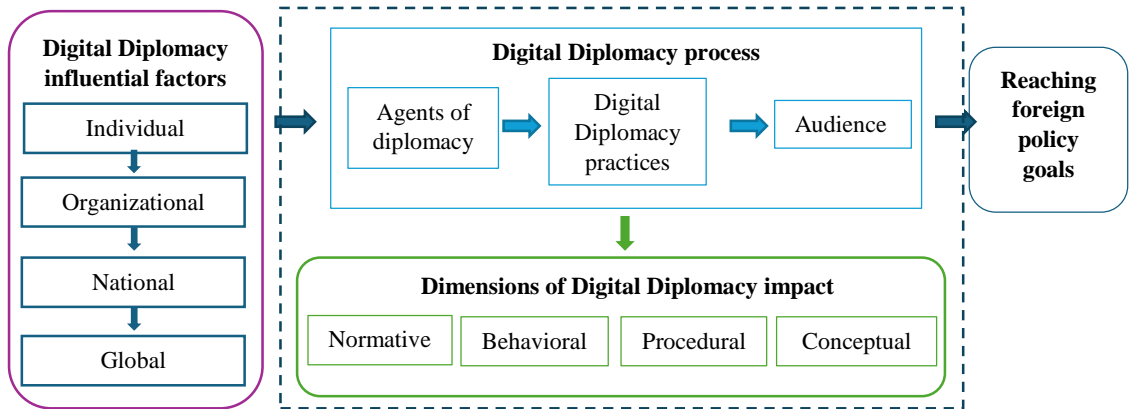 Digital Diplomacy
influential factors
Individual
Organizational
National
Global
Digital Diplomacy process
Agents of
diplomacy
Digital
Diplomacy
practices
Audience
Dimensions of Digital Diplomacy impact
Normative
Behavioral
Procedural
Conceptual
Reaching
foreign
policy
goals